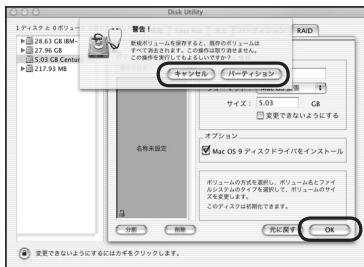 Disk Utility
1 ディスク と 0 ボリュー
28.63 GB IBM-
27.96 GB
5.03 GB Centur
217.93 MB
警告！
新規ボリュームを保存すると、既存のボリュームは
すべて消去されます。この操作は取り消せません。
この操作を実行してもよろしいですか？
キャンセル
パーティション
RAID
サイズ：
5.03
GB
変更できないようにする
名称未設定
オプション
Mac OS 9 ディスクドライバをインストール
ボリュームの方式を選択し、ボリューム名とファイ
ルシステムのタイプを選択して、ボリュームのサイ
ズを変更します。
このディスクは初期化できます。
分割
削除
元に戻す
OK
変更できないようにするにはカギをクリックします。